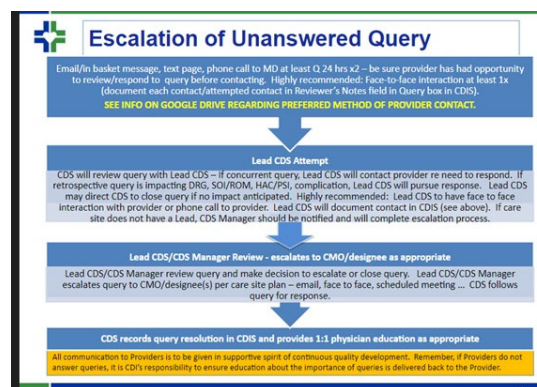 Escalation of Unanswered Query
Email/in basket message, text page, phone call to MD at least Q 24 hrs x2 – be sure provider has had opportunity
to review/respond to query before contacting. Highly recommended: Face-to-face interaction at least 1x
(document each contact/attempted contact in Reviewer's Notes field in Query box in CDIS).
SEE INFO ON GOOGLE DRIVE REGARDING PREFERRED METHOD OF PROVIDER CONTACT.
Lead CDS Attempt
CDS will review query with Lead CDS – If concurrent query, Lead CDS will contact provider re need to respond. If
retrospective query is impacting DRG, SOI/ROM, HAC/PSI, complication, Lead CDS will pursue response. Lead CDS
may direct CDS to close query if no impact anticipated. Highly recommended: Lead CDS to have face to face
interaction with provider or phone call to provider. Lead CDS will document contact in CDIS (see above). If care
site does not have a Lead, CDS Manager should be notified and will complete escalation process.
Lead CDS/CDS Manager Review - escalates to CMO/designee as appropriate
Lead CDS/CDS Manager review query and make decision to escalate or close query. Lead CDS/CDS Manager
escalates query to CMO/designee(s) per care site plan – email, face to face, scheduled meeting ... CDS follows
query for response.
CDS records query resolution in CDIS and provides 1:1 physician education as appropriate
All communication to Providers is to be given in supportive spirit of continuous quality development. Remember, if Providers do not
answer queries, it is CDI's responsibility to ensure education about the importance of queries is delivered back to the Provider.